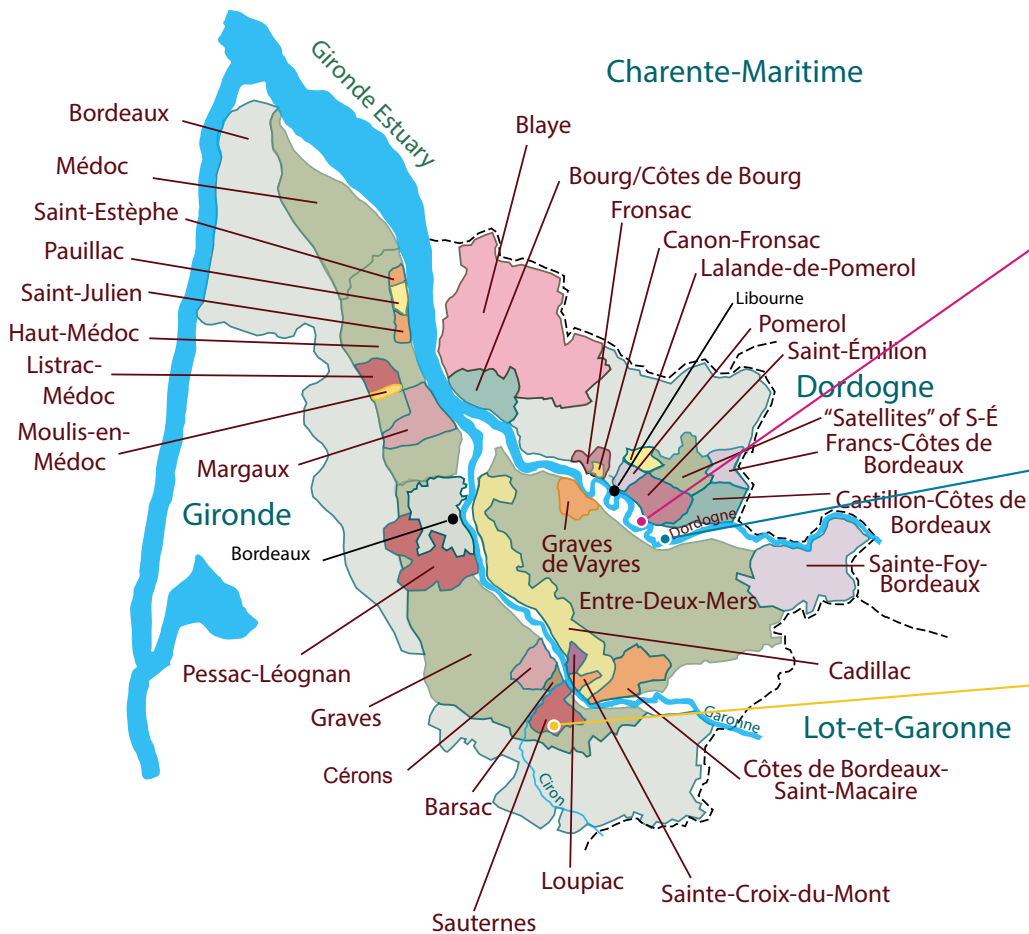 Gironde Estuary
Charente-Maritime
Bordeaux
Médoc
Saint-Estèphe
Pauillac
Saint-Julien
Haut-Médoc
Listrac-
Médoc
Moulis-en-
Médoc
Margaux
Gironde
Bordeaux
Pessac-Léognan
Graves
Cérons
Barsac
Sauternes
Blaye
Bourg/Côtes de Bourg
Fronsac
Canon-Fronsac
Lalande-de-Pomerol
Libourne
Pomerol
Saint-Émilion
Dordogne
“Satellites” of S-É
Francs-Côtes de
Bordeaux
Castillon-Côtes de
Bordeaux
Dordogne
Sainte-Foy-
Bordeaux
Graves
de Vayres
Entre-Deux-Mers
Cadillac
Garonne
Lot-et-Garonne
Côtes de Bordeaux-
Saint-Macaire
Ciron
Loupiac
Sainte-Croix-du-Mont